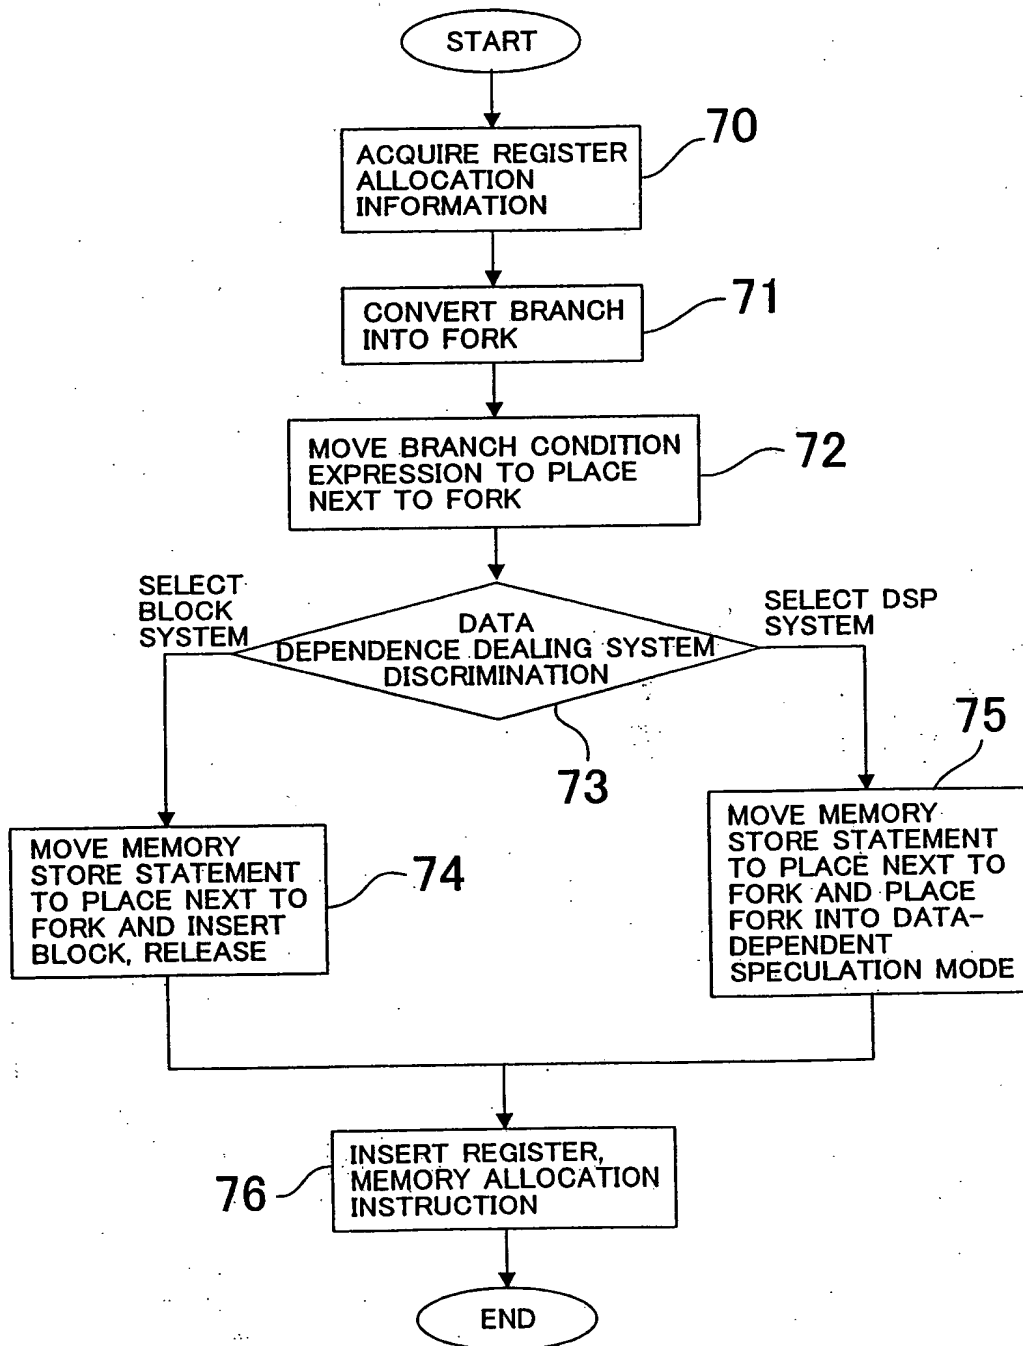 START
70
ACQUIRE REGISTER
ALLOCATION
INFORMATION
71
CONVERT BRANCH
INTO FORK
72
MOVE BRANCH CONDITION
EXPRESSION TO PLACE
NEXT TO FORK
SELECT
BLOCK
SYSTEM
DATA
DEPENDENCE DEALING SYSTEM
DISCRIMINATION
SELECT DSP
SYSTEM
73
75
MOVE MEMORY
STORE STATEMENT
TO PLACE NEXT TO
FORK AND INSERT
BLOCK, RELEASE
74
MOVE MEMORY
STORE STATEMENT
TO PLACE NEXT TO
FORK AND PLACE
FORK INTO DATA-
DEPENDENT
SPECULATION MODE
INSERT REGISTER,
MEMORY ALLOCATION
INSTRUCTION
76
END